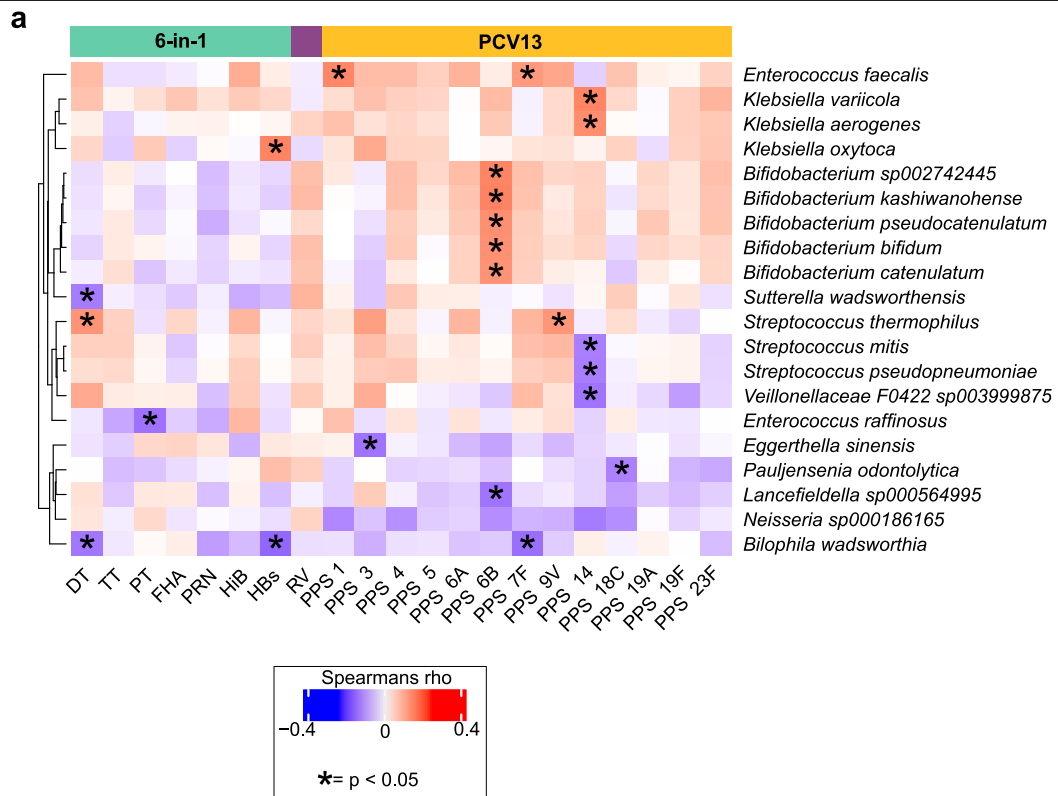 a
6-in-1
PCV13
*
*
Enterococcus faecalis
*
Klebsiella variicola
*
Klebsiella aerogenes
*
Klebsiella oxytoca
*
Bifidobacterium sp002742445
*
Bifidobacterium kashiwanohense
*
Bifidobacterium pseudocatenulatum
*
Bifidobacterium bifidum
*
Bifidobacterium catenulatum
*
Sutterella wadsworthensis
*
*
Streptococcus thermophilus
*
Streptococcus mitis
*
Streptococcus pseudopneumoniae
*
Veillonellaceae F0422 sp003999875
*
Enterococcus raffinosus
*
Eggerthella sinensis
*
Pauljensenia odontolytica
*
Lancefieldella sp000564995
Neisseria sp000186165
*
*
*
Bilophila wadsworthia
DT
TT
PT
FHA
PRN
HiB
HBs
RV
PPS 1
PPS 3
PPS 4
PPS 5
PPS 6A
PPS 6B
PPS 7F
PPS 9V
PPS 14
PPS 18C
PPS 19A
PPS 19F
PPS 23F
Spearmans rho
−0.4
0
0.4
*= p < 0.05